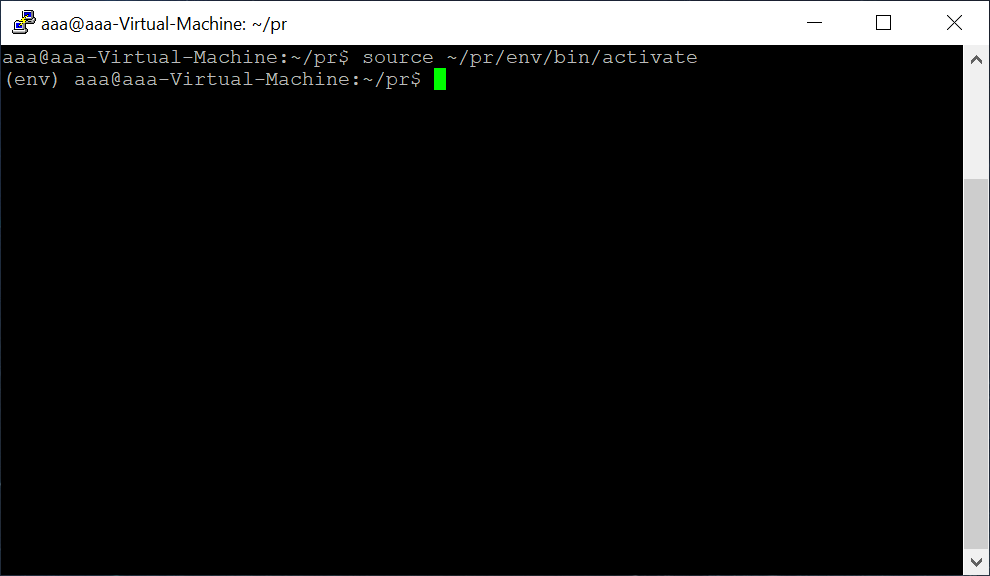 aaa@aaa-Virtual-Machine: ~/pr
aaa@aaa-Virtual-Machine:~/pr$ source ~/pr/env/bin/activate
(env) aaa@aaa-Virtual-Machine:~/pr$